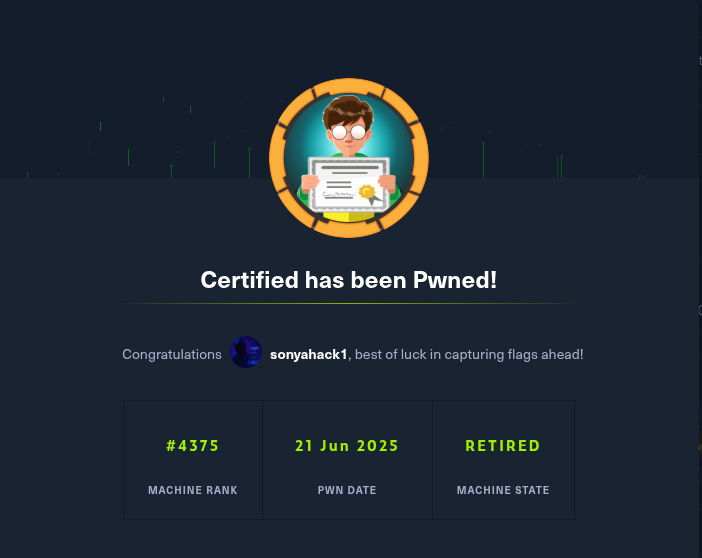 Certified has been Pwned!
Congratulations sonyahack1, best of luck in capturing flags ahead!
#4375 21 Jun 2025 RETIRED
MACHINE RANK PWN DATE MACHINE STATE